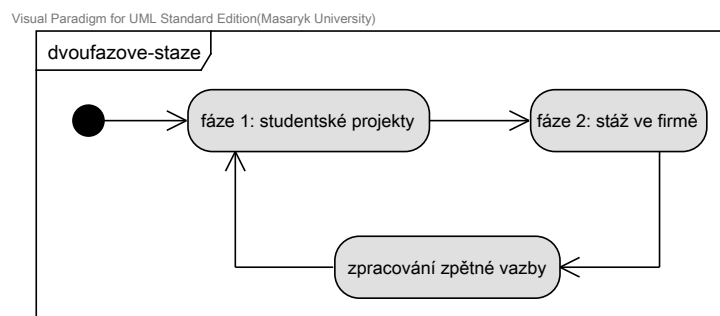 Visual Paradigm for UML Standard Edition(Masaryk University)
dvoufazove-staze
fáze 1: studentské projekty
fáze 2: stáž ve firmě
zpracování zpětné vazby